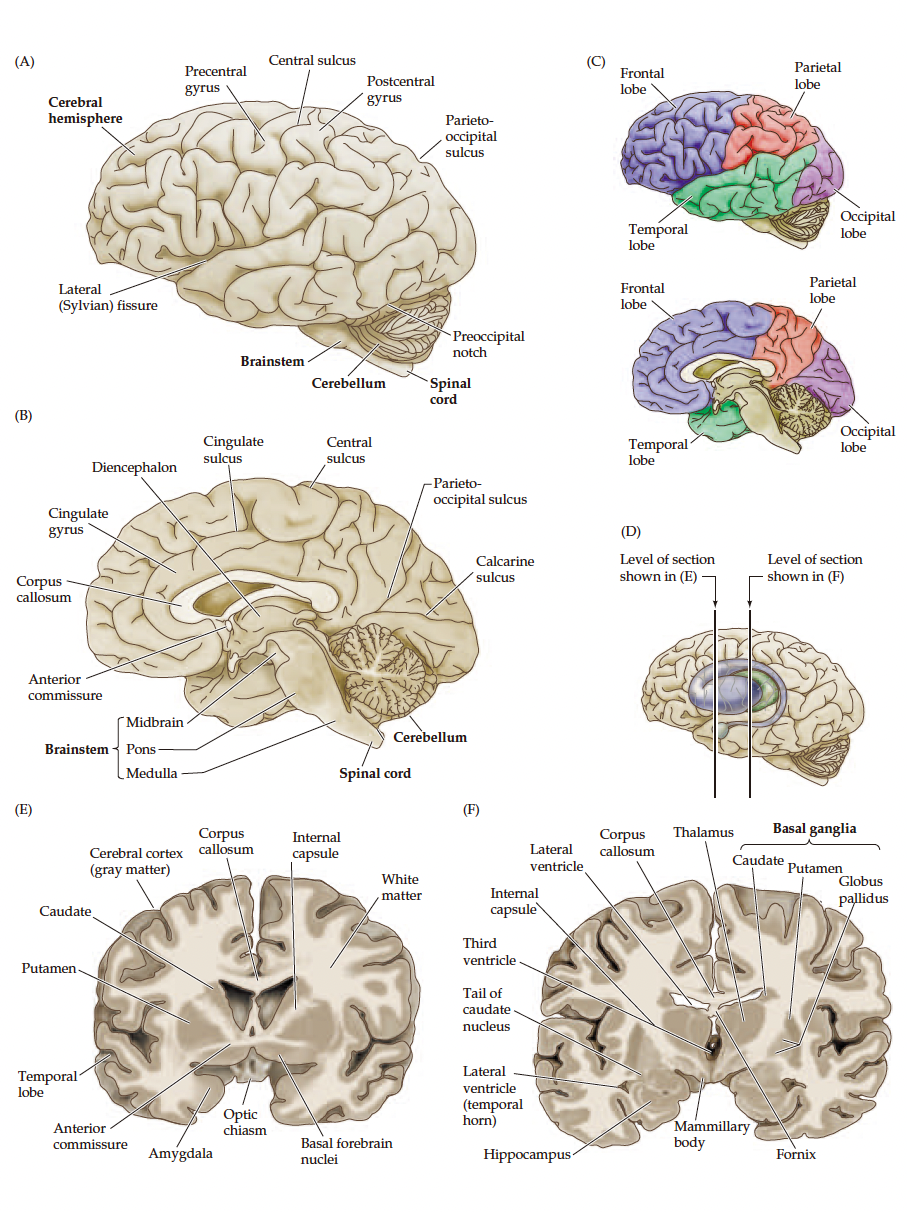 (A)
Central sulcus
Precentral
gyrus
Postcentral
gyrus
Cerebral
hemisphere
Parieto-
occipital
sulcus
Lateral
(Sylvian) fissure
Preoccipital
notch
Brainstem
Cerebellum
Spinal
cord
(B)
Cingulate
sulcus
Central
sulcus
Diencephalon
Parieto-
occipital sulcus
Cingulate
gyrus
Calcarine
sulcus
Corpus
callosum
Anterior
commissure
Midbrain
Brainstem
Pons
Medulla
Cerebellum
Spinal cord
(C)
Frontal
lobe
Parietal
lobe
Temporal
lobe
Occipital
lobe
Frontal
lobe
Parietal
lobe
Temporal
lobe
Occipital
lobe
(D)
Level of section
shown in (E)
Level of section
shown in (F)
(E)
Corpus
callosum
Internal
capsule
Cerebral cortex
(gray matter)
White
matter
Caudate
Putamen
Temporal
lobe
Anterior
commissure
Amygdala
Optic
chiasm
Basal forebrain
nuclei
(F)
Lateral
ventricle
Corpus
callosum
Thalamus
Basal ganglia
Caudate
Putamen
Globus
pallidus
Internal
capsule
Third
ventricle
Tail of
caudate
nucleus
Lateral
ventricle
(temporal
horn)
Hippocampus
Mammillary
body
Fornix